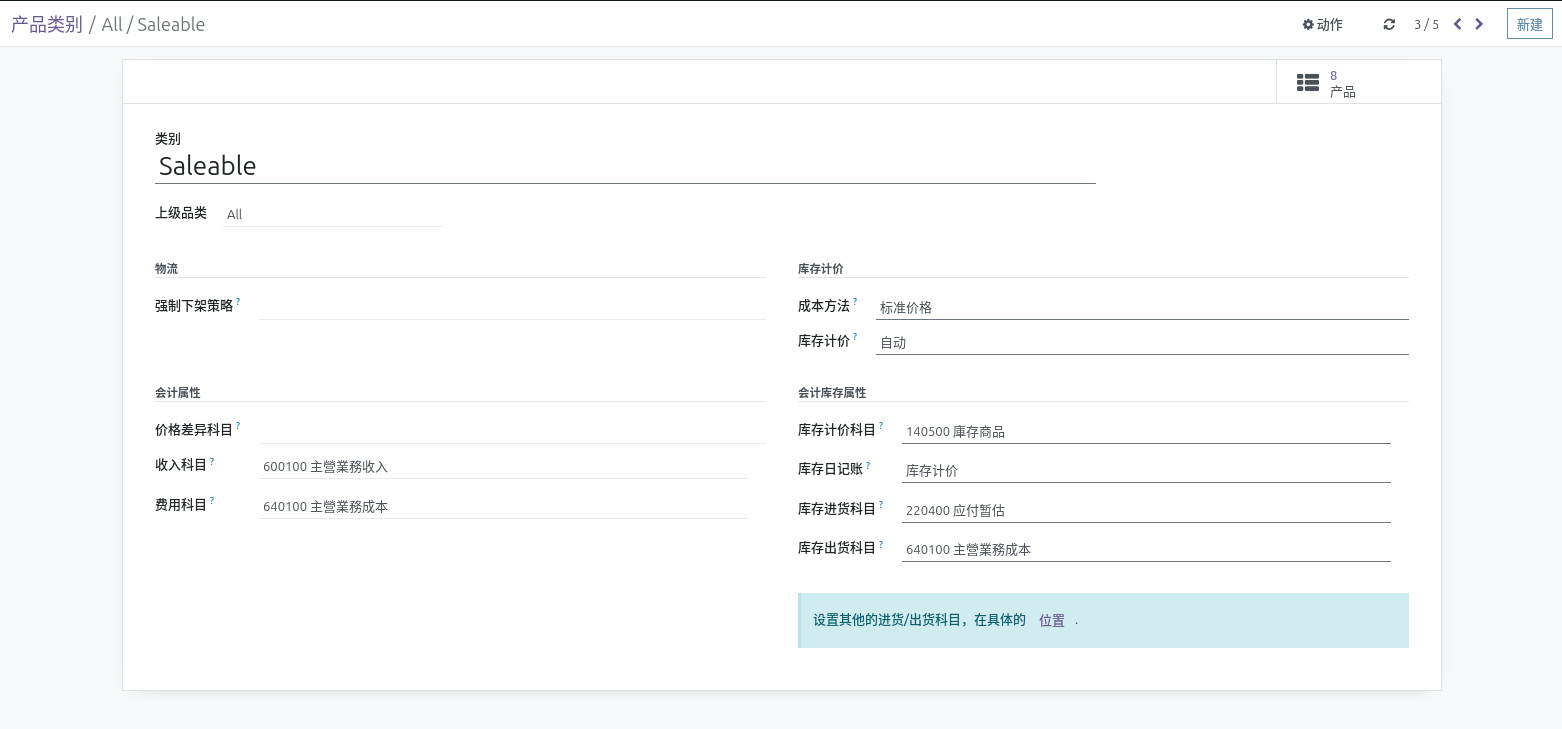 产品类别 / All / Saleable
动作
3 / 5
新建
8
产品
类别
Saleable
上级品类 All
物流
强制下架策略 ?
库存计价
成本方法 ? 标准价格
库存计价 ? 自动
会计属性
价格差异科目 ?
收入科目 ? 600100 主營業務收入
费用科目 ? 640100 主營業務成本
会计库存属性
库存计价科目 ? 140500 庫存商品
库存日记账 ? 库存计价
库存进货科目 ? 220400 应付暂估
库存出货科目 ? 640100 主營業務成本
设置其他的进货/出货科目，在具体的 位置 .